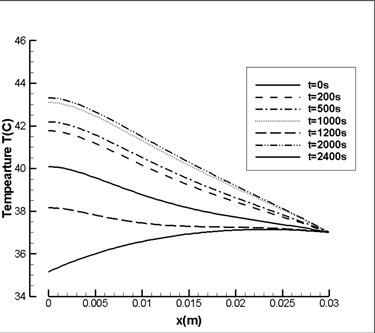 46
44
42
40
38
36
34
Tempearture T(C)
t=0s
t=200s
t=500s
t=1000s
t=1200s
t=2000s
t=2400s
0
0.005
0.01
0.015
0.02
0.025
0.03
x(m)